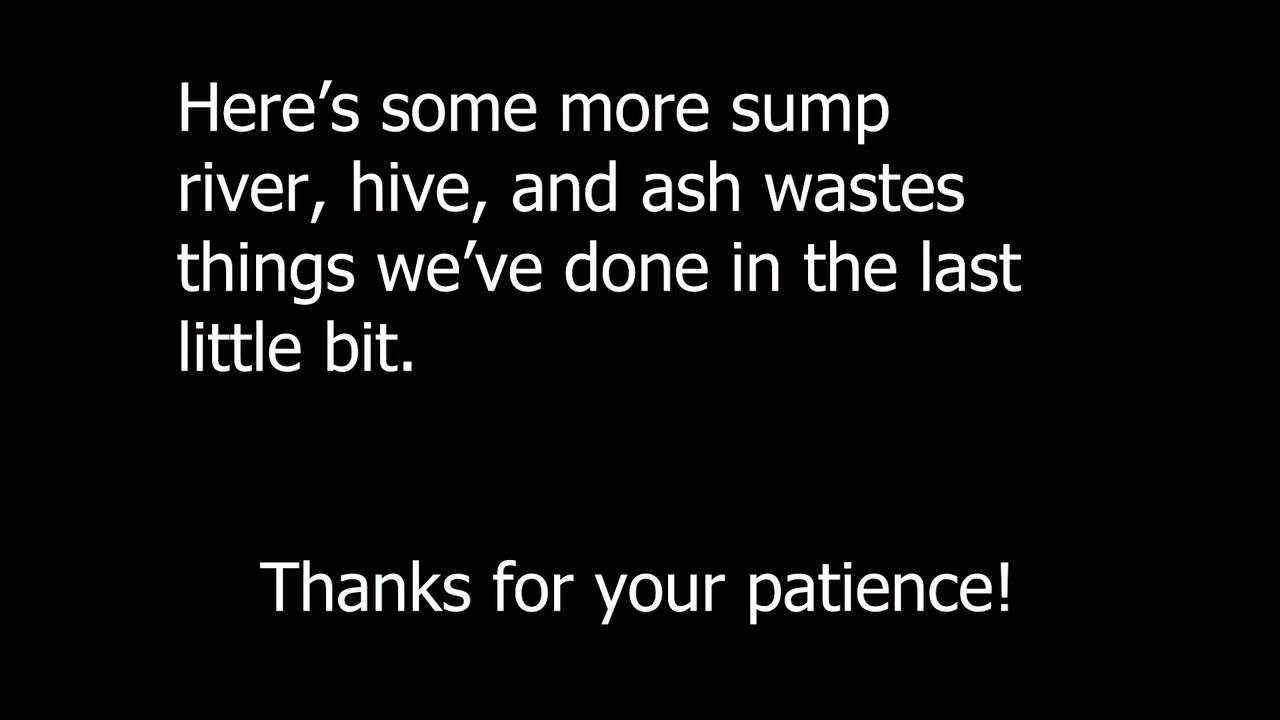 Here’s some more sump
river, hive, and ash wastes
things we’ve done in the last
little bit.
Thanks for your patience!